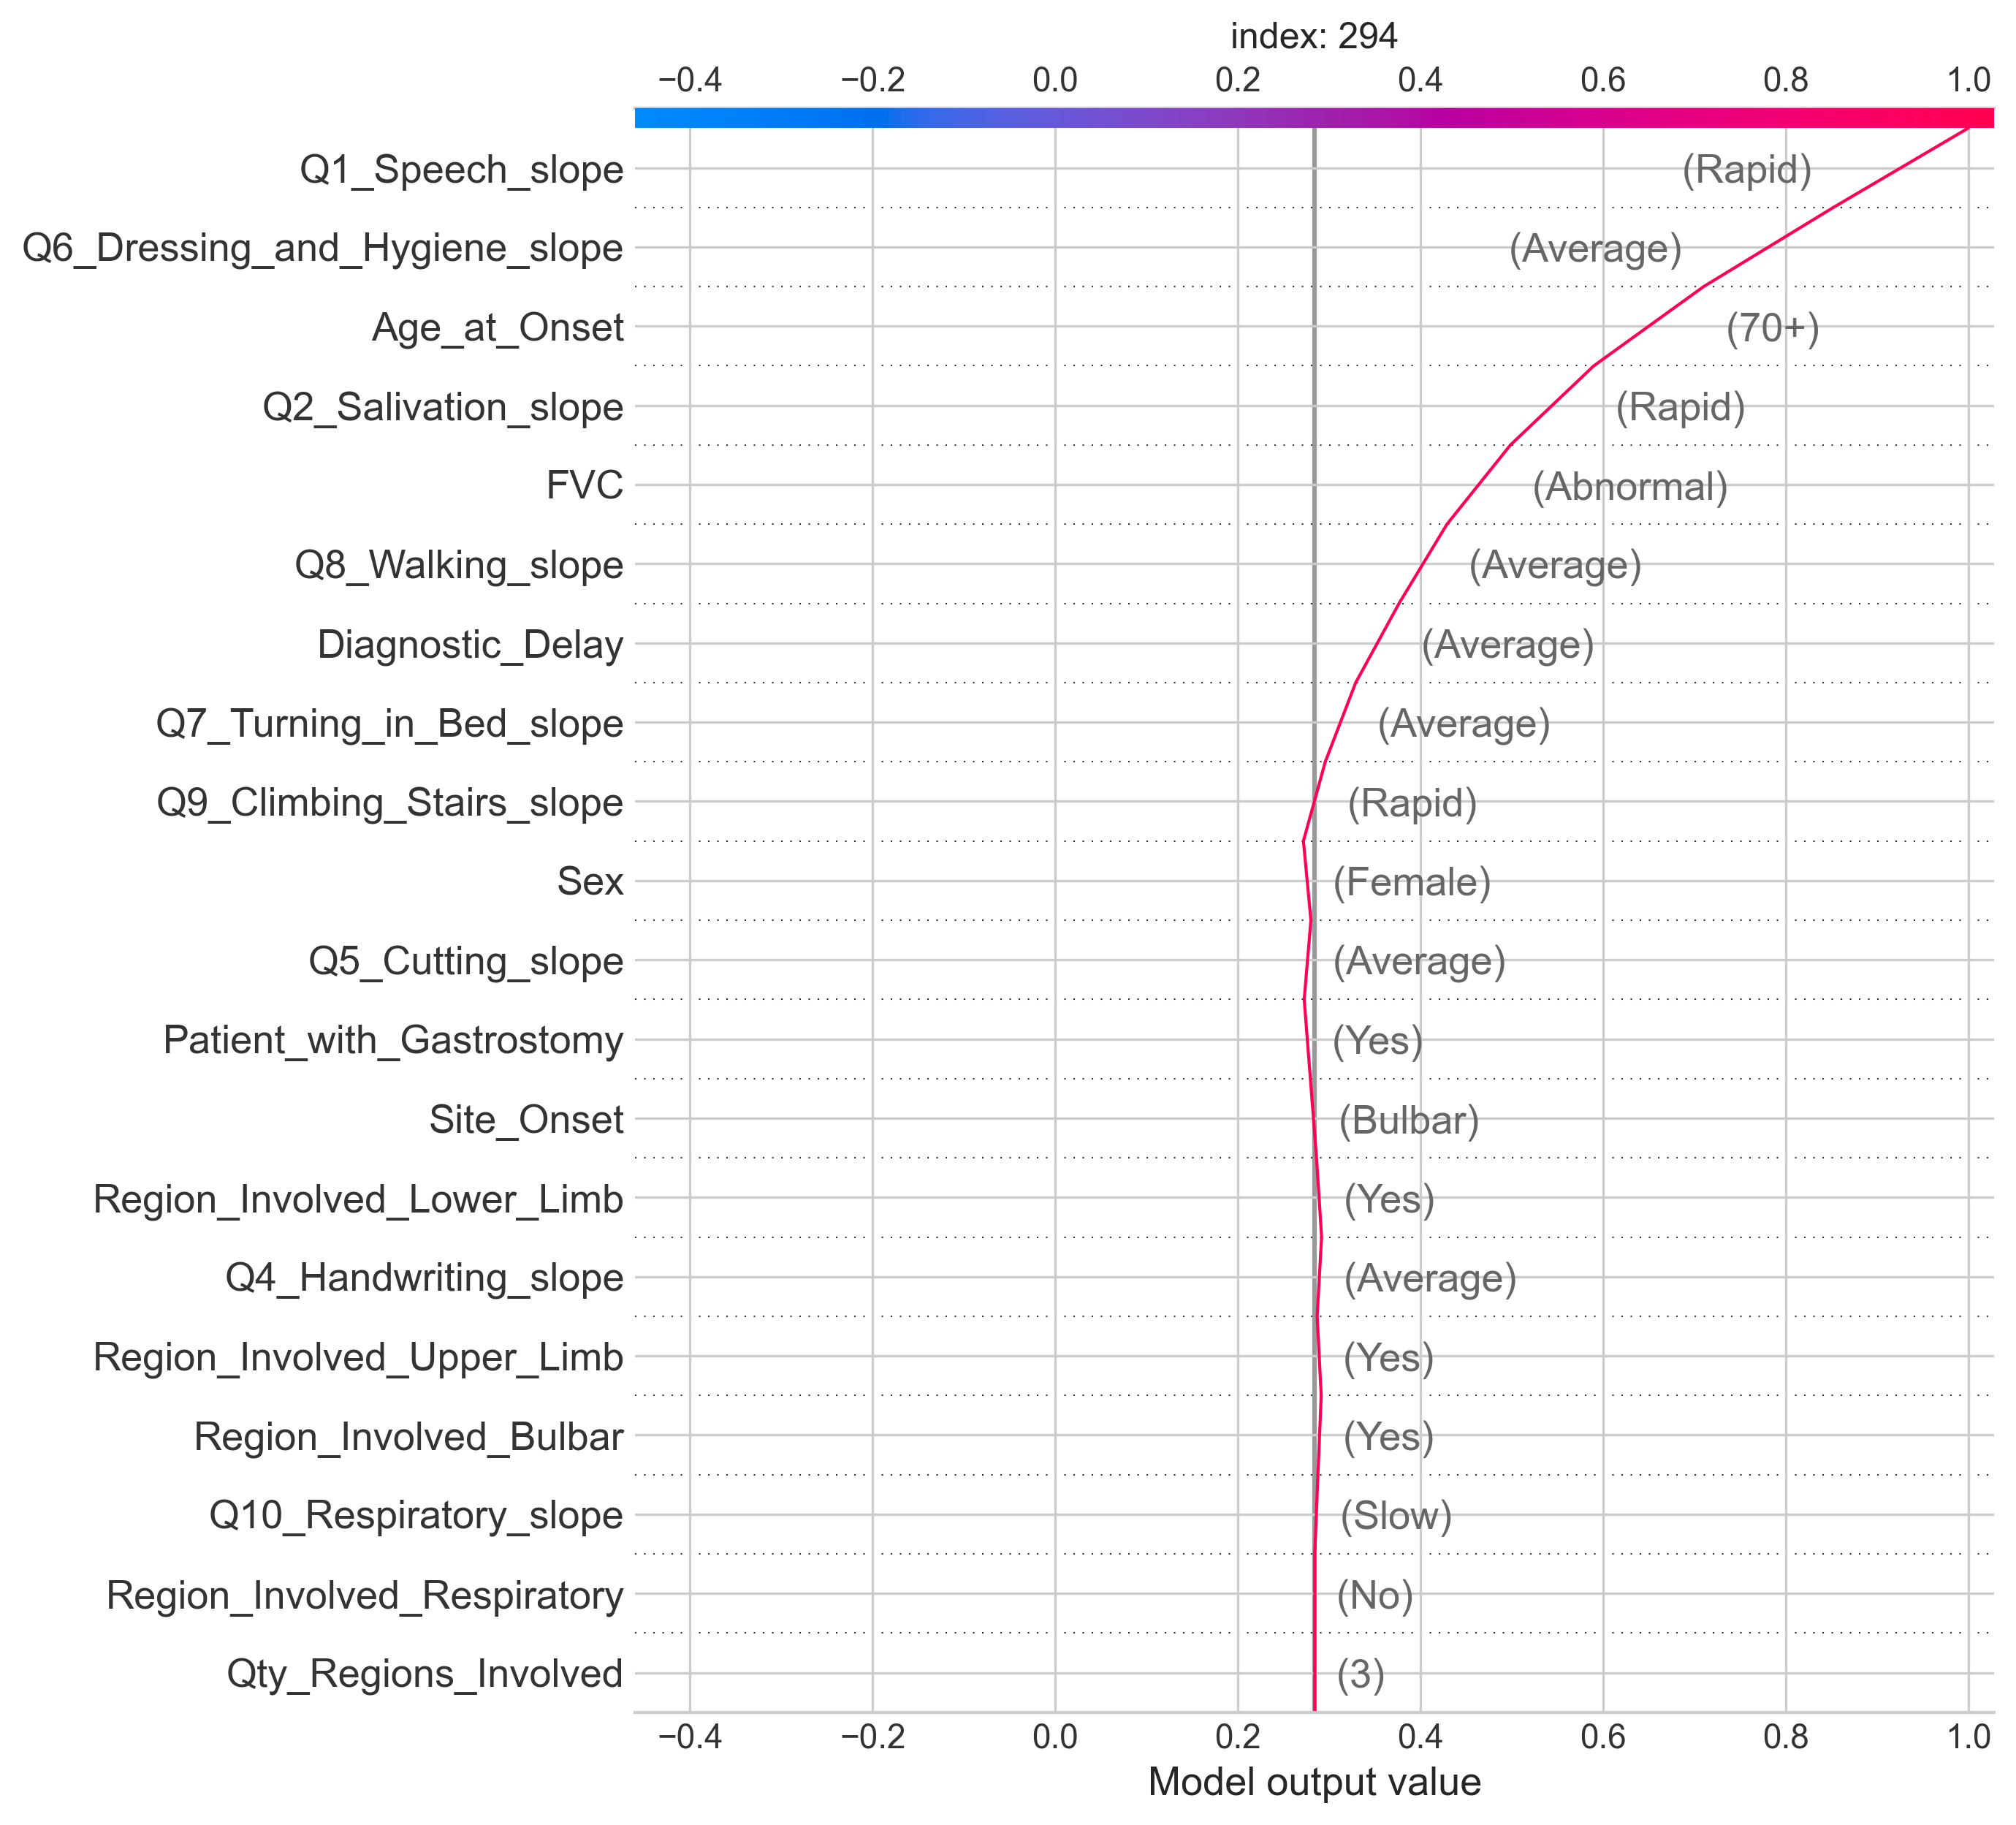 index: 294
−0.4 −0.2 0.0 0.2 0.4 0.6 0.8 1.0
Q1_Speech_slope (Rapid)
Q6_Dressing_and_Hygiene_slope (Average)
Age_at_Onset (70+)
Q2_Salivation_slope (Rapid)
FVC (Abnormal)
Q8_Walking_slope (Average)
Diagnostic_Delay (Average)
Q7_Turning_in_Bed_slope (Average)
Q9_Climbing_Stairs_slope (Rapid)
Sex (Female)
Q5_Cutting_slope (Average)
Patient_with_Gastrostomy (Yes)
Site_Onset (Bulbar)
Region_Involved_Lower_Limb (Yes)
Q4_Handwriting_slope (Average)
Region_Involved_Upper_Limb (Yes)
Region_Involved_Bulbar (Yes)
Q10_Respiratory_slope (Slow)
Region_Involved_Respiratory (No)
Qty_Regions_Involved (3)
−0.4 −0.2 0.0 0.2 0.4 0.6 0.8 1.0
Model output value